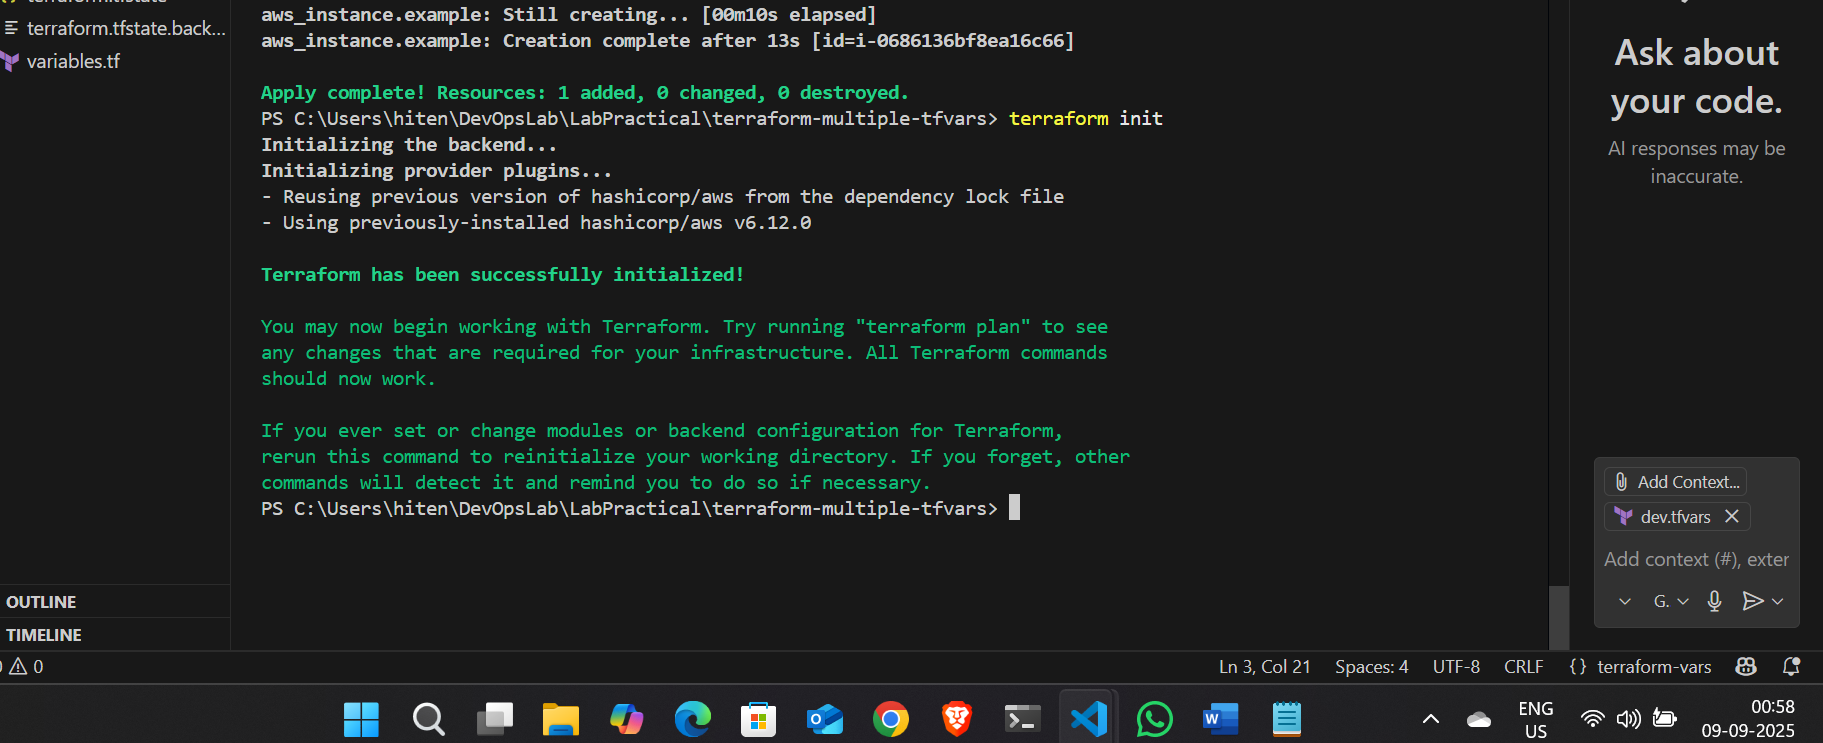 terraform.tfstate.back...
variables.tf
OUTLINE
TIMELINE
aws_instance.example: Still creating... [00m10s elapsed]
aws_instance.example: Creation complete after 13s [id=i-0686136bf8ea16c66]
Apply complete! Resources: 1 added, 0 changed, 0 destroyed.
PS C:\Users\hiten\DevOpsLab\LabPractical\terraform-multiple-tfvars> terraform init
Initializing the backend...
Initializing provider plugins...
- Reusing previous version of hashicorp/aws from the dependency lock file
- Using previously-installed hashicorp/aws v6.12.0
Terraform has been successfully initialized!
You may now begin working with Terraform. Try running "terraform plan" to see
any changes that are required for your infrastructure. All Terraform commands
should now work.
If you ever set or change modules or backend configuration for Terraform,
rerun this command to reinitialize your working directory. If you forget, other
commands will detect it and remind you to do so if necessary.
PS C:\Users\hiten\DevOpsLab\LabPractical\terraform-multiple-tfvars>
Ask about
your code.
AI responses may be
inaccurate.
Add Context...
dev.tfvars
Add context (#), exter
G.
0
Ln 3, Col 21 Spaces: 4 UTF-8 CRLF {} terraform-vars
ENG
US
00:58
09-09-2025